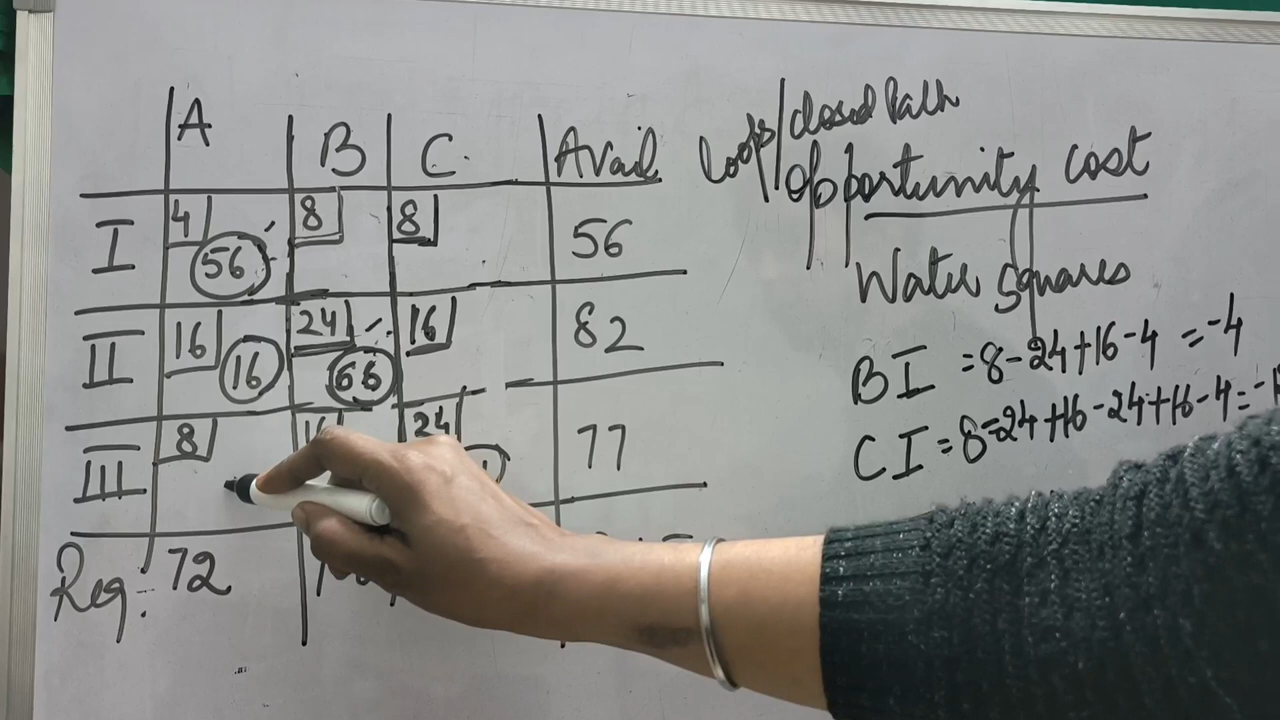 A B C Avail
I 4 56 8 8 56
II 16 16 24 66 16 82
III 8 24 77
Req. 72
loops/closed Path
opportunity cost
Water squares
BI = 8-24+16-4 = -4
CI = 8-24+16-24+16-4=